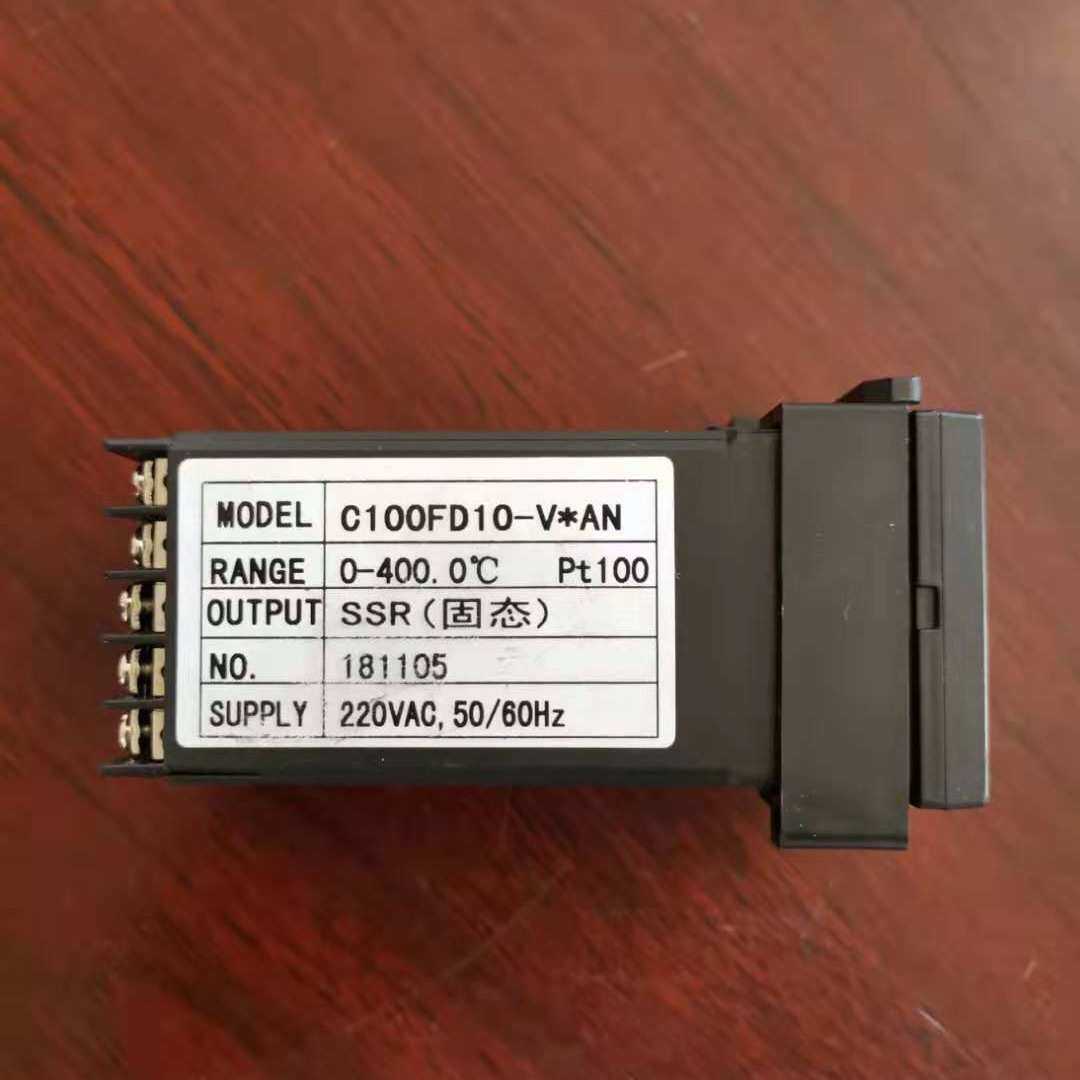 MODEL C100FD10-V*AN
RANGE 0-400.0℃ Pt100
OUTPUT SSR(固态)
NO. 181105
SUPPLY 220VAC,50/60Hz